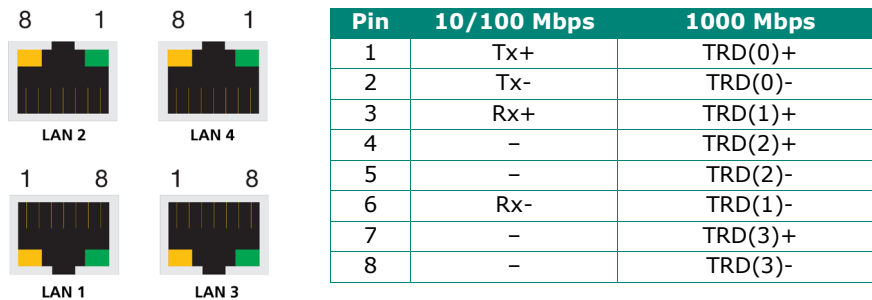 8 1 8 1
LAN 2 LAN 4
1 8 1 8
LAN 1 LAN 3
Pin 10/100 Mbps 1000 Mbps
1 Tx+ TRD(0)+
2 Tx- TRD(0)-
3 Rx+ TRD(1)+
4 – TRD(2)+
5 – TRD(2)-
6 Rx- TRD(1)-
7 – TRD(3)+
8 – TRD(3)-